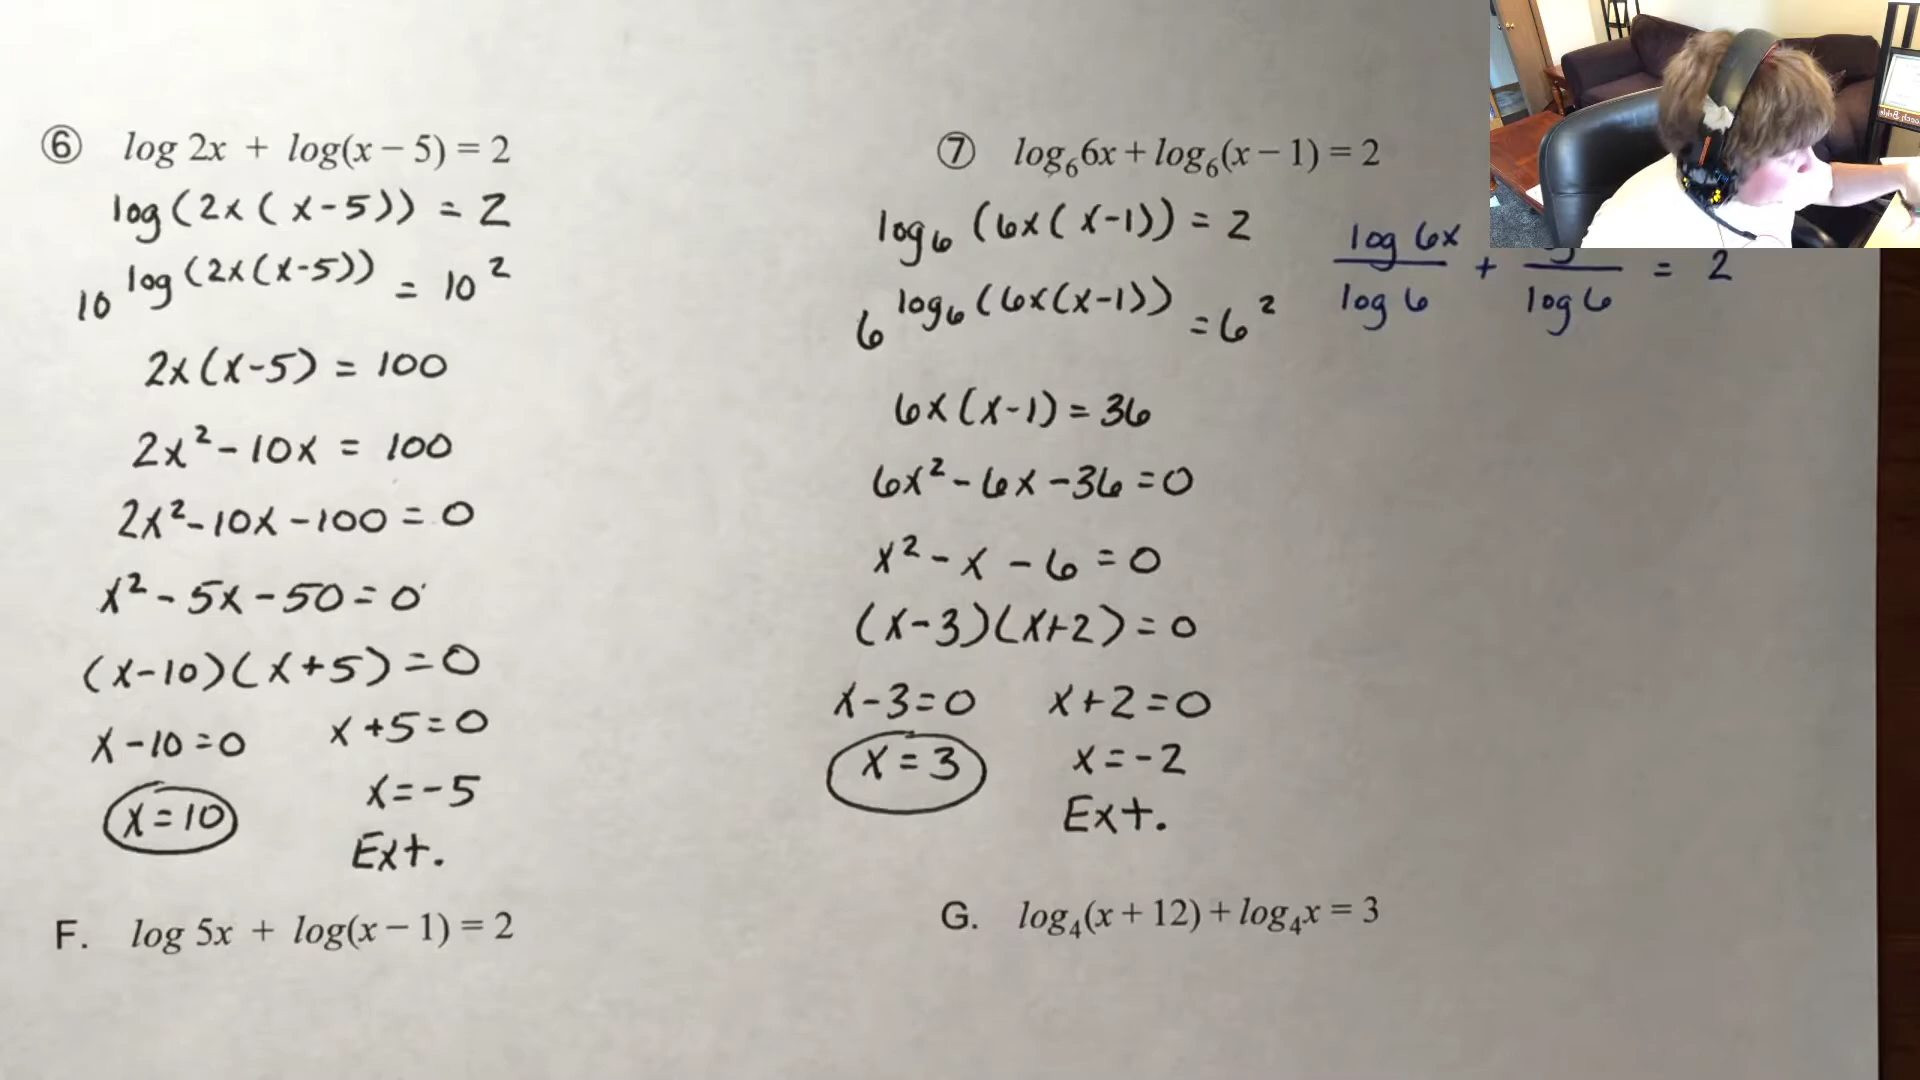 ⑥ log 2x + log(x − 5) = 2
log(2x(x-5)) = 2
10^log(2x(x-5)) = 10^2
2x(x-5) = 100
2x² - 10x = 100
2x² - 10x - 100 = 0
x² - 5x - 50 = 0
(x-10)(x+5) = 0
x-10=0 x+5=0
x=10 x=-5
Ext.
F. log 5x + log(x − 1) = 2
⑦ log₆6x + log₆(x − 1) = 2
log₆(6x(x-1)) = 2
6^log₆(6x(x-1)) = 6^2
6x(x-1) = 36
6x² - 6x - 36 = 0
x² - x - 6 = 0
(x-3)(x+2) = 0
x-3=0 x+2=0
x=3 x=-2
Ext.
log 6x
+ = 2
log 6 log 6
G. log₄(x + 12) + log₄x = 3